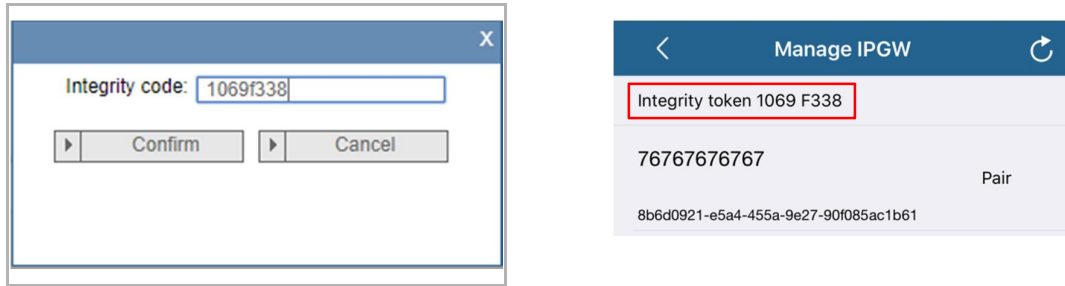 X
Integrity code: 1069f338
Confirm
Cancel
Manage IPGW
Integrity token 1069 F338
76767676767
Pair
8b6d0921-e5a4-455a-9e27-90f085ac1b61